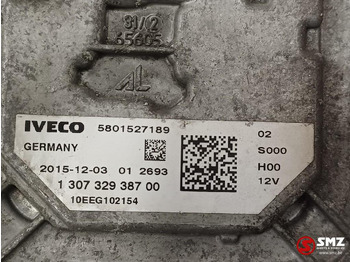 31/2
65605
AL
IVECO 5801527189 02
GERMANY S000
2015-12-03 01 2693 H00
1 307 329 387 00 12V
10EEG102154
SMZ